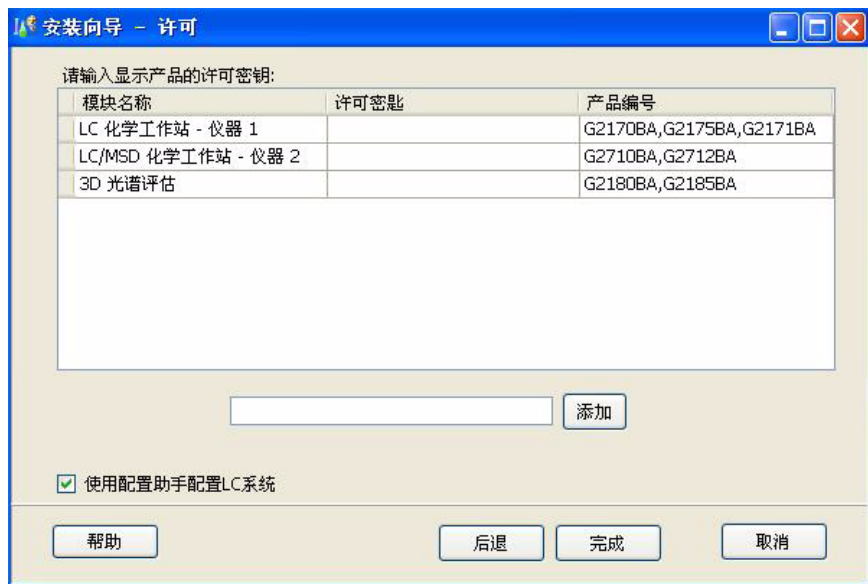 安装向导 - 许可
请输入显示产品的许可密钥:
模块名称 许可密匙 产品编号
LC 化学工作站 - 仪器 1 G2170BA,G2175BA,G2171BA
LC/MSD 化学工作站 - 仪器 2 G2710BA,G2712BA
3D 光谱评估 G2180BA,G2185BA
添加
使用配置助手配置LC系统
帮助 后退 完成 取消